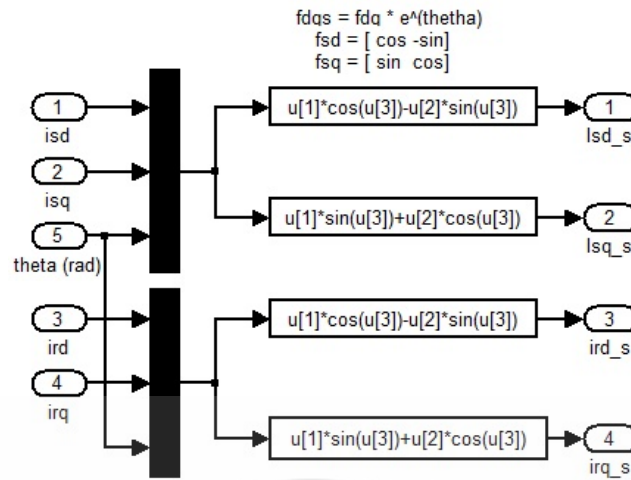 fdqs = fdq * e^(thetha)
fsd = [ cos -sin]
fsq = [ sin cos]
1
isd
2
isq
5
theta (rad)
3
ird
4
irq
u[1]*cos(u[3])-u[2]*sin(u[3])
1
Isd_s
u[1]*sin(u[3])+u[2]*cos(u[3])
2
Isq_s
u[1]*cos(u[3])-u[2]*sin(u[3])
3
ird_s
u[1]*sin(u[3])+u[2]*cos(u[3])
4
irq_s